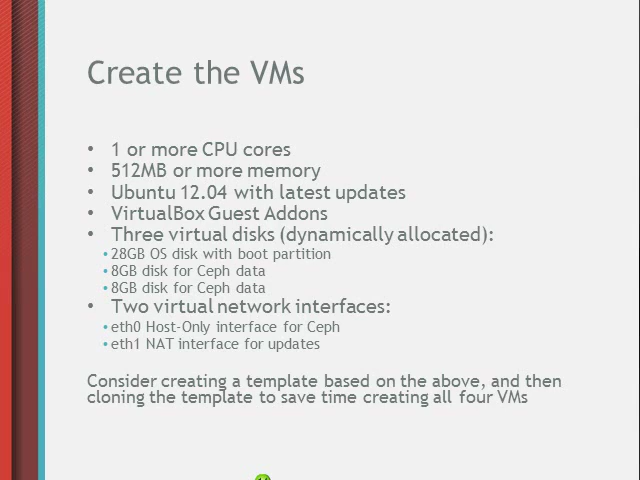 Create the VMs
• 1 or more CPU cores
• 512MB or more memory
• Ubuntu 12.04 with latest updates
• VirtualBox Guest Addons
• Three virtual disks (dynamically allocated):
• 28GB OS disk with boot partition
• 8GB disk for Ceph data
• 8GB disk for Ceph data
• Two virtual network interfaces:
• eth0 Host-Only interface for Ceph
• eth1 NAT interface for updates
Consider creating a template based on the above, and then
cloning the template to save time creating all four VMs